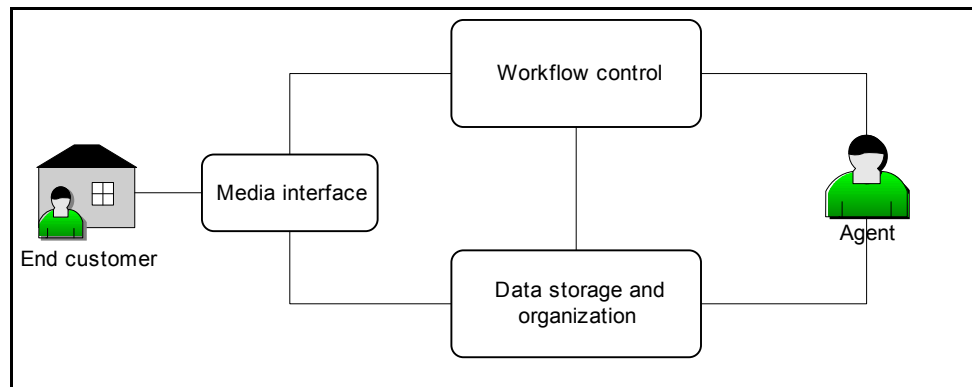 Workflow control
Media interface
Agent
End customer
Data storage and
organization